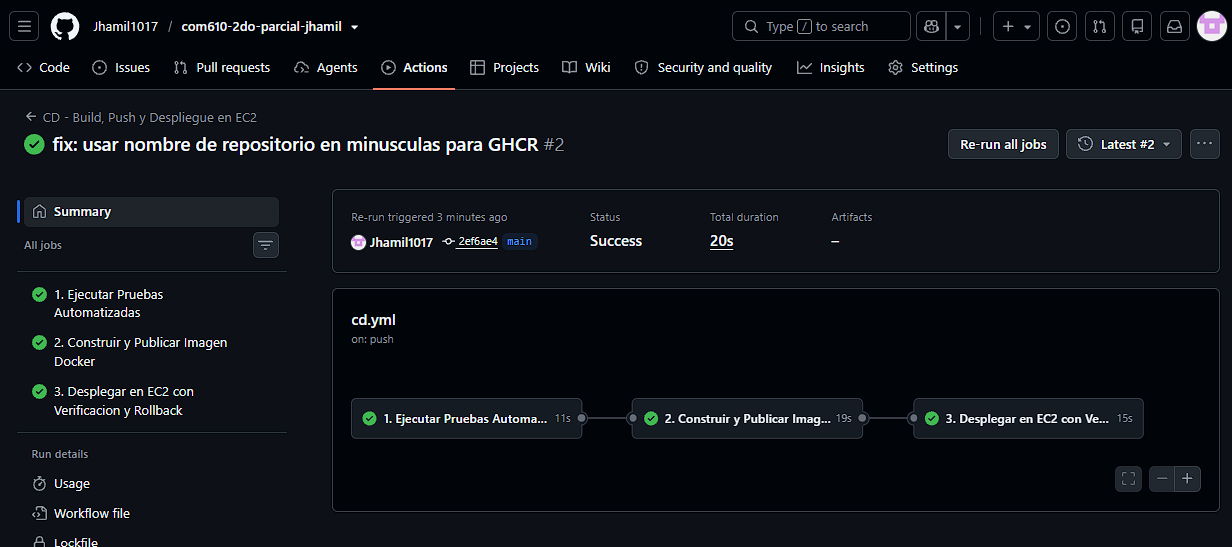 Jhamil1017 / com610-2do-parcial-jhamil
Type / to search
Code Issues Pull requests Agents Actions Projects Wiki Security and quality Insights Settings
CD - Build, Push y Despliegue en EC2
fix: usar nombre de repositorio en minusculas para GHCR #2
Re-run all jobs
Latest #2
Summary
All jobs
1. Ejecutar Pruebas
Automatizadas
2. Construir y Publicar Imagen
Docker
3. Desplegar en EC2 con
Verificacion y Rollback
Run details
Usage
Workflow file
Lockfile
Re-run triggered 3 minutes ago
Jhamil1017 2ef6ae4 main
Status
Success
Total duration
20s
Artifacts
–
cd.yml
on: push
1. Ejecutar Pruebas Automa... 11s
2. Construir y Publicar Imag... 19s
3. Desplegar en EC2 con Ve... 15s